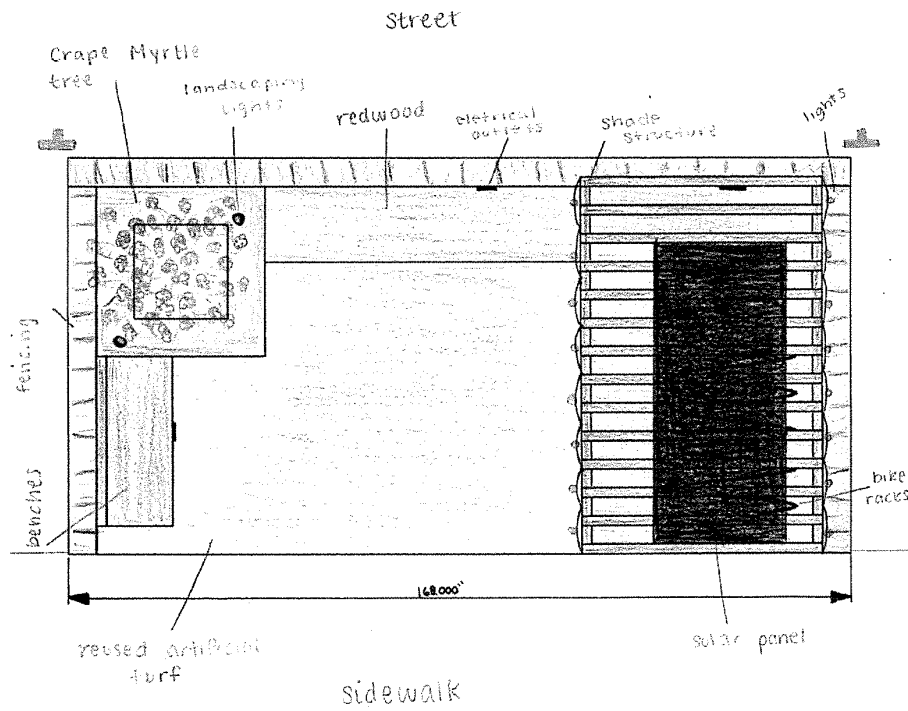 Street
Crape Myrtle
tree
landscaping
lights
redwood
eletrical
outlets
shade
structure
lights
fencing
benches
bike
racks
168.000"
reused artificial
turf
solar panel
Sidewalk